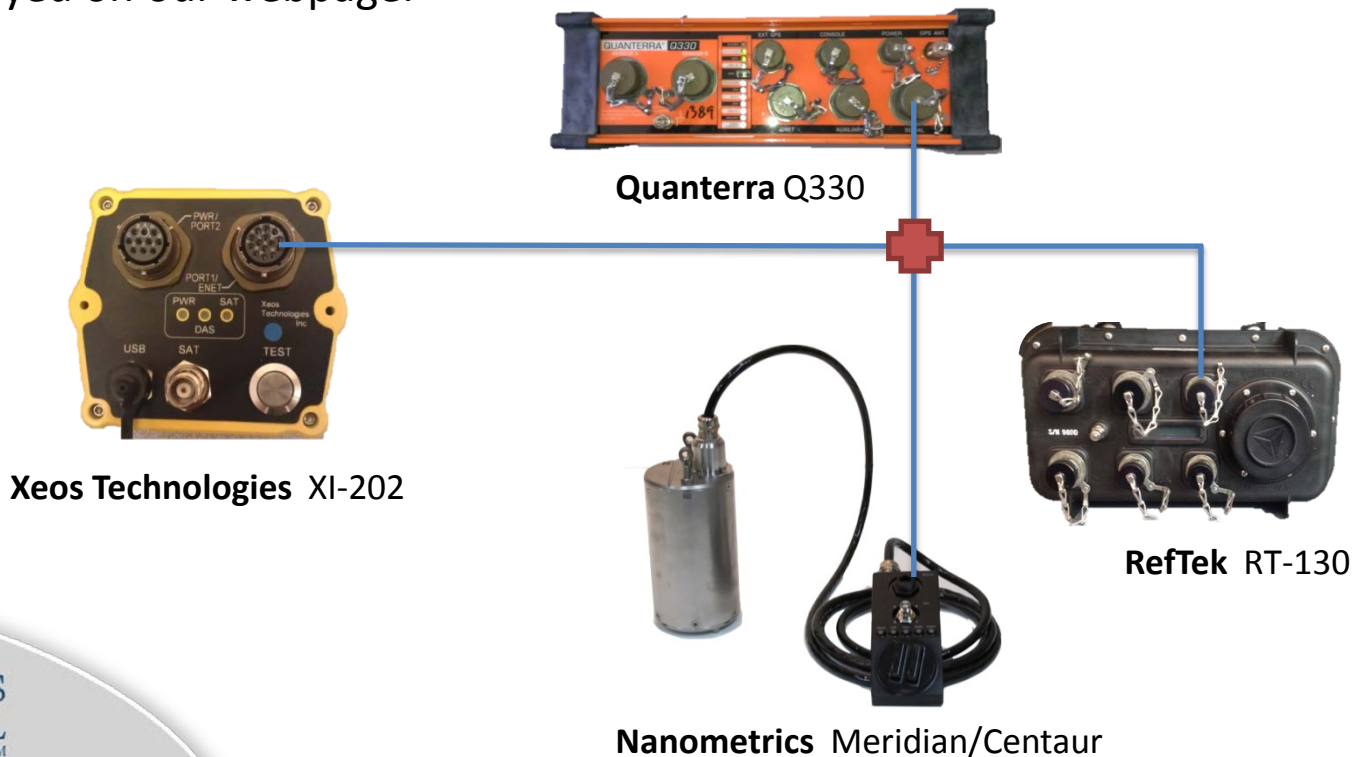 yed on our webpage.
QUANTERRA Q330
EXT. GPS
CONSOLE
POWER
GPS ANT.
1389
AUXILIARY
Quanterra Q330
PWR/
PORT2
PORT1/
ENET
PWR SAT
DAS
Xeos
Technologies
Inc
USB
SAT
TEST
Xeos Technologies XI-202
RefTek RT-130
Nanometrics Meridian/Centaur
S
L
M